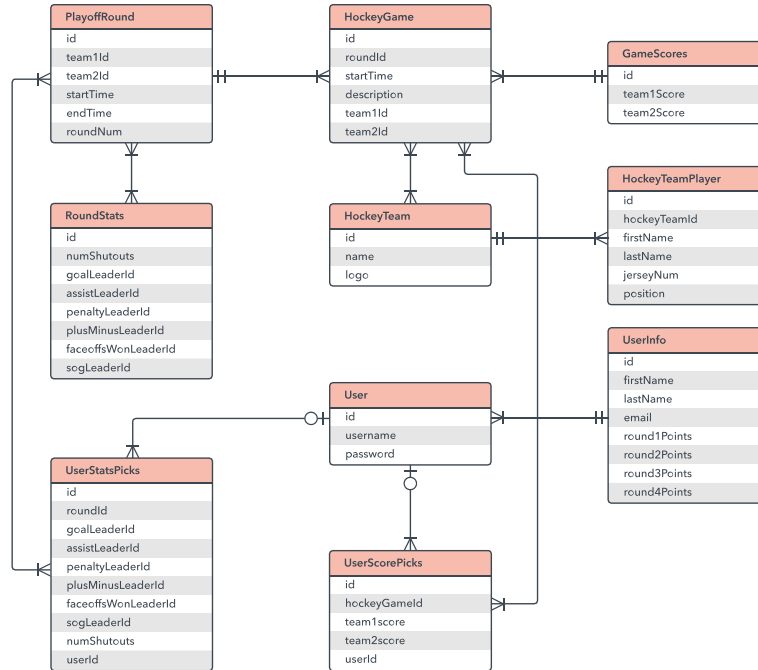 PlayoffRound
id
team1Id
team2Id
startTime
endTime
roundNum
HockeyGame
id
roundId
startTime
description
team1Id
team2Id
GameScores
id
team1Score
team2Score
HockeyTeamPlayer
id
hockeyTeamId
firstName
lastName
jerseyNum
position
RoundStats
id
numShutouts
goalLeaderId
assistLeaderId
penaltyLeaderId
plusMinusLeaderId
faceoffsWonLeaderId
sogLeaderId
HockeyTeam
id
name
logo
UserInfo
id
firstName
lastName
email
round1Points
round2Points
round3Points
round4Points
User
id
username
password
UserStatsPicks
id
roundId
goalLeaderId
assistLeaderId
penaltyLeaderId
plusMinusLeaderId
faceoffsWonLeaderId
sogLeaderId
numShutouts
userId
UserScorePicks
id
hockeyGameId
team1score
team2score
userId